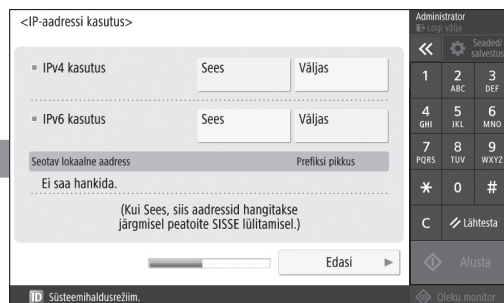 <IP-aadressi kasutus>
IPv4 kasutus Sees Väljas
IPv6 kasutus Sees Väljas
Seotav lokaalne aadress Prefiksi pikkus
Ei saa hankida.
(Kui Sees, siis aadressid hangitakse
järgmisel peatoite SISSE lülitamisel.)
Edasi
ID Süsteemihaldusrežiim.
Administrator
Logi välja
Seaded/
salvestus
1 2 3
ABC DEF
4 5 6
GHI JKL MNO
7 8 9
PQRS TUV WXYZ
* 0 #
C Lähtesta
Alusta
Oleku monitor